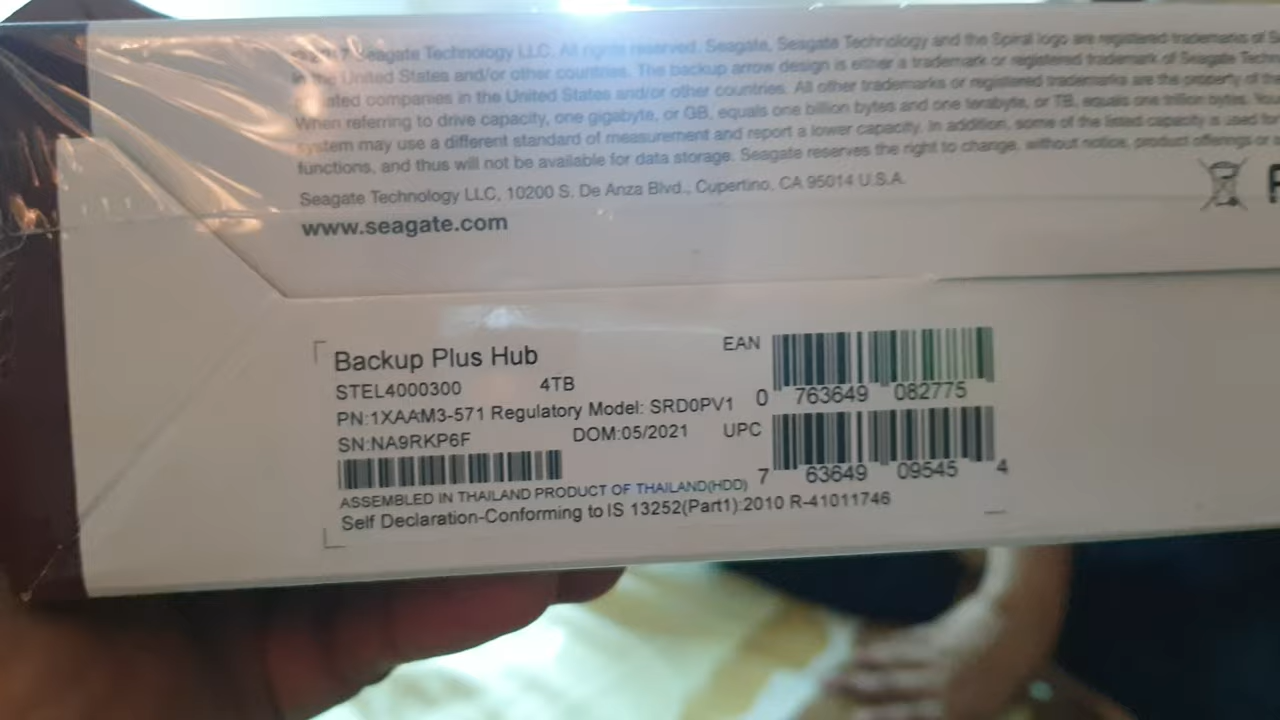 Seagate Technology LLC. All rights reserved. Seagate, Seagate Technology and the Spiral logo are registered trademarks of
the United States and/or other countries. The backup arrow design is either a trademark or registered trademark of Seagate
companies in the United States and/or other countries. All other trademarks or registered trademarks are the property of
When referring to drive capacity, one gigabyte, or GB, equals one billion bytes and one terabyte, or TB, equals one trillion bytes.
system may use a different standard of measurement and report a lower capacity. In addition, some of the listed capacity is used for
functions, and thus will not be available for data storage. Seagate reserves the right to change, without notice, product offerings or
Seagate Technology LLC, 10200 S. De Anza Blvd., Cupertino, CA 95014 U.S.A.
www.seagate.com
Backup Plus Hub
EAN
STEL4000300 4TB
0 763649 082775
PN:1XAAM3-571 Regulatory Model: SRD0PV1
SN:NA9RKP6F DOM:05/2021 UPC
7 63649 09545 4
ASSEMBLED IN THAILAND PRODUCT OF THAILAND(HDD)
Self Declaration-Conforming to IS 13252(Part1):2010 R-41011746